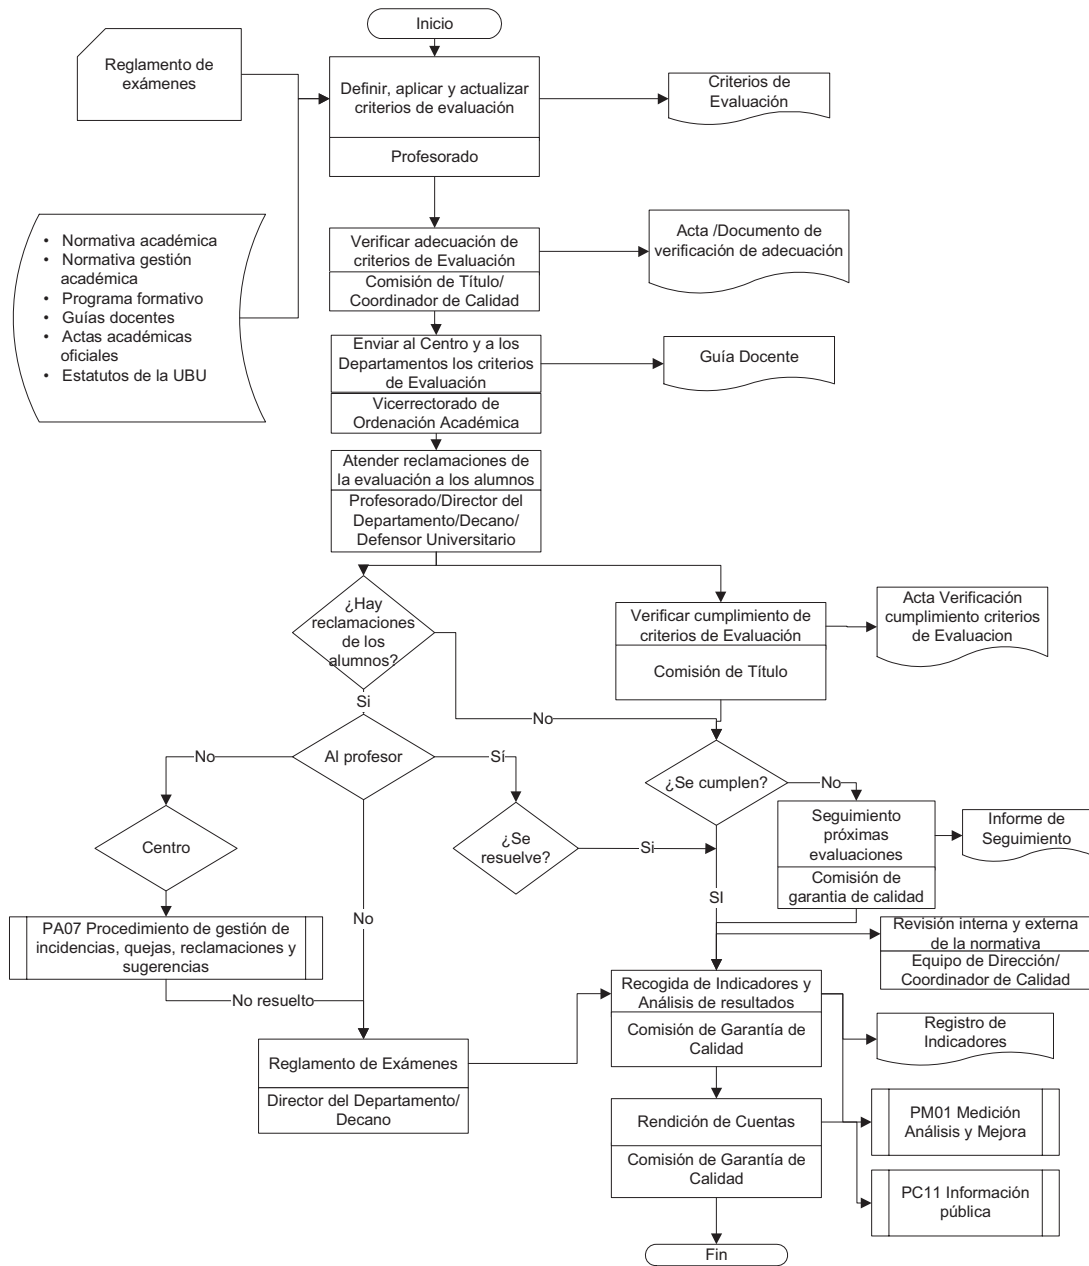 Inicio
Reglamento de
exámenes
Definir, aplicar y actualizar
criterios de evaluación
Profesorado
Criterios de
Evaluación
• Normativa académica
• Normativa gestión
académica
• Programa formativo
• Guías docentes
• Actas académicas
oficiales
• Estatutos de la UBU
Verificar adecuación de
criterios de Evaluación
Comisión de Título/
Coordinador de Calidad
Acta /Documento de
verificación de adecuación
Enviar al Centro y a los
Departamentos los criterios
de Evaluación
Vicerrectorado de
Ordenación Académica
Guía Docente
Atender reclamaciones de
la evaluación a los alumnos
Profesorado/Director del
Departamento/Decano/
Defensor Universitario
¿Hay
reclamaciones
de los
alumnos?
Verificar cumplimiento de
criterios de Evaluación
Comisión de Título
Acta Verificación
cumplimiento criterios
de Evaluacion
Si
No
Al profesor
No
Sí
¿Se cumplen?
No
Centro
¿Se
resuelve?
Si
Seguimiento
próximas
evaluaciones
Comisión de
garantia de calidad
Informe de
Seguimiento
SI
No
PA07 Procedimiento de gestión de
incidencias, quejas, reclamaciones y
sugerencias
Revisión interna y externa
de la normativa
Equipo de Dirección/
Coordinador de Calidad
No resuelto
Recogida de Indicadores y
Análisis de resultados
Comisión de Garantía de
Calidad
Registro de
Indicadores
Reglamento de Exámenes
Director del Departamento/
Decano
Rendición de Cuentas
Comisión de Garantía de
Calidad
PM01 Medición
Análisis y Mejora
PC11 Información
pública
Fin